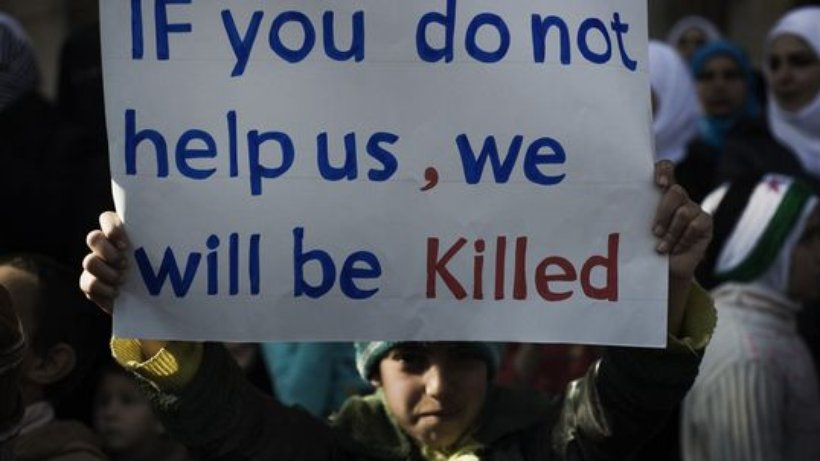 IF you do not
help us, we
will be Killed